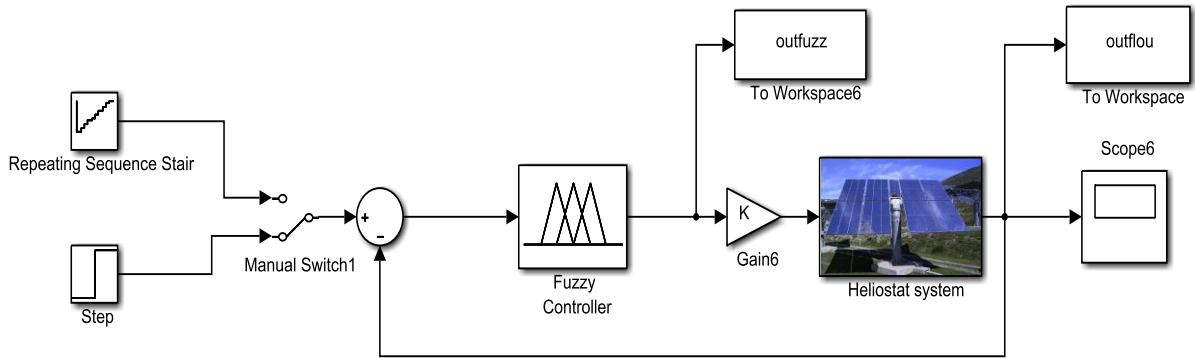 outfuzz
To Workspace6
outflou
To Workspace
Repeating Sequence Stair
Scope6
+
-
K
Manual Switch1
Gain6
Step
Fuzzy
Controller
Heliostat system